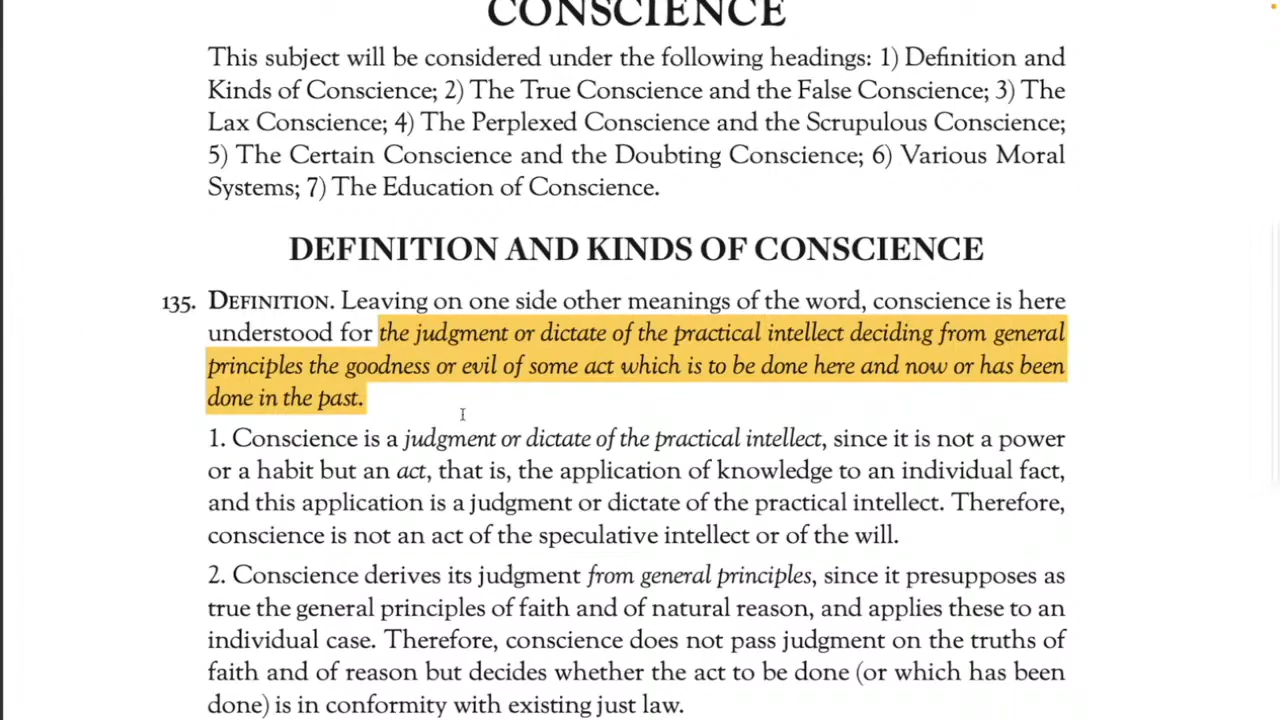 CONSCIENCE
This subject will be considered under the following headings: 1) Definition and
Kinds of Conscience; 2) The True Conscience and the False Conscience; 3) The
Lax Conscience; 4) The Perplexed Conscience and the Scrupulous Conscience;
5) The Certain Conscience and the Doubting Conscience; 6) Various Moral
Systems; 7) The Education of Conscience.
DEFINITION AND KINDS OF CONSCIENCE
135. DEFINITION. Leaving on one side other meanings of the word, conscience is here
understood for the judgment or dictate of the practical intellect deciding from general
principles the goodness or evil of some act which is to be done here and now or has been
done in the past.
1. Conscience is a judgment or dictate of the practical intellect, since it is not a power
or a habit but an act, that is, the application of knowledge to an individual fact,
and this application is a judgment or dictate of the practical intellect. Therefore,
conscience is not an act of the speculative intellect or of the will.
2. Conscience derives its judgment from general principles, since it presupposes as
true the general principles of faith and of natural reason, and applies these to an
individual case. Therefore, conscience does not pass judgment on the truths of
faith and of reason but decides whether the act to be done (or which has been
done) is in conformity with existing just law.